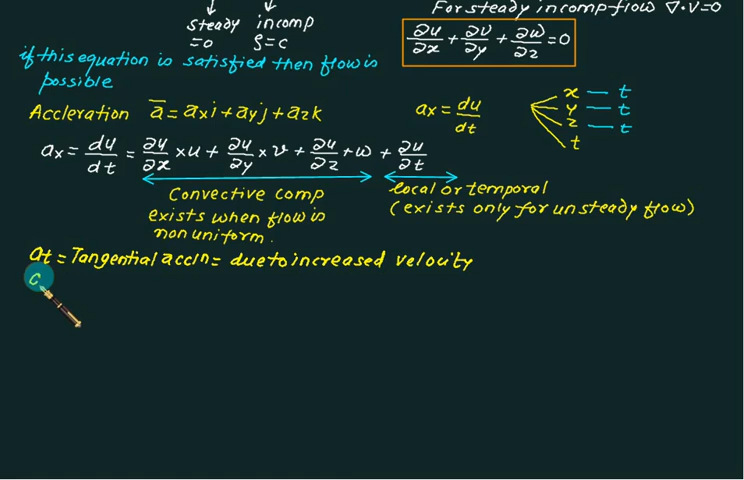 For steady incomp flow ∇·V=0
↓ ↓
steady incomp
=0 ρ=c
∂u/∂x + ∂v/∂y + ∂w/∂z = 0
if this equation is satisfied then flow is
possible
Accleration a̅ = axi + ayj + azk
ax = du/dt
x — t
y — t
z — t
t
ax = du/dt = ∂u/∂x × u + ∂u/∂y × v + ∂u/∂z + w + ∂u/∂t
Convective comp
exists when flow is
non uniform.
local or temporal
(exists only for unsteady flow)
at = Tangential accln = due to increased velocity